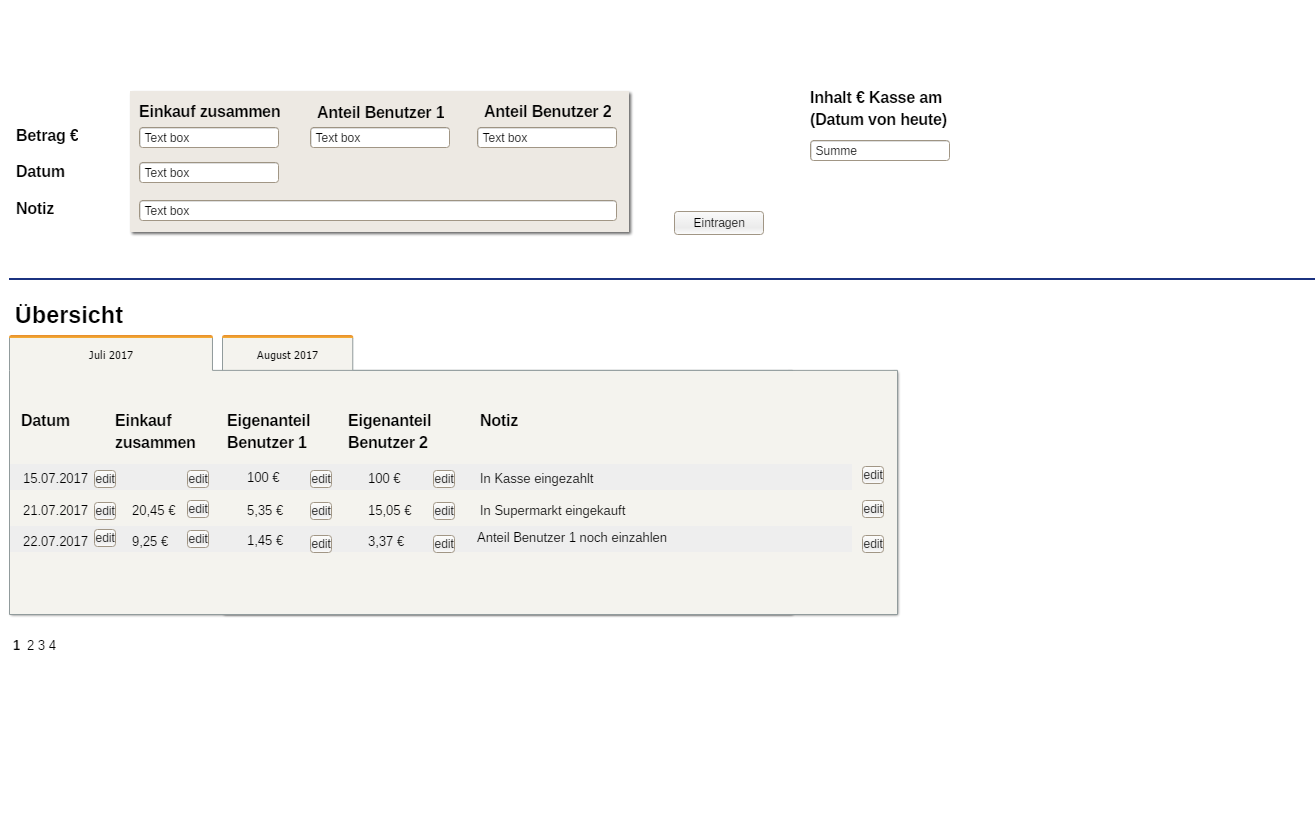 Einkauf zusammen Anteil Benutzer 1 Anteil Benutzer 2
Betrag € Text box Text box Text box
Datum Text box
Notiz Text box
Eintragen
Inhalt € Kasse am
(Datum von heute)
Summe
Übersicht
Juli 2017 August 2017
Datum Einkauf zusammen Eigenanteil Benutzer 1 Eigenanteil Benutzer 2 Notiz
15.07.2017 edit edit 100 € edit 100 € edit In Kasse eingezahlt edit
21.07.2017 edit 20,45 € edit 5,35 € edit 15,05 € edit In Supermarkt eingekauft edit
22.07.2017 edit 9,25 € edit 1,45 € edit 3,37 € edit Anteil Benutzer 1 noch einzahlen edit
1 2 3 4